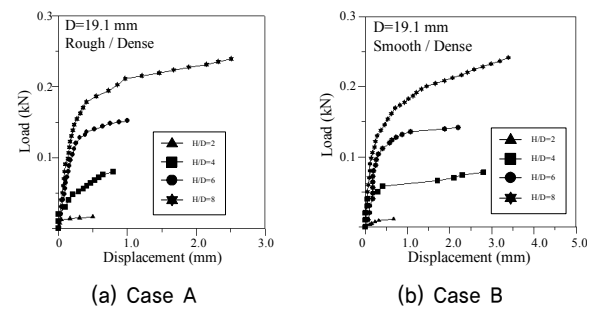 D=19.1 mm
Rough / Dense
0.3
0.2
0.1
Load (kN)
H/D=2
H/D=4
H/D=6
H/D=8
0 1.0 2.0 3.0
Displacement (mm)
(a) Case A
D=19.1 mm
Smooth / Dense
0.3
0.2
0.1
Load (kN)
H/D=2
H/D=4
H/D=6
H/D=8
0 1.0 2.0 3.0 4.0 5.0
Displacement (mm)
(b) Case B